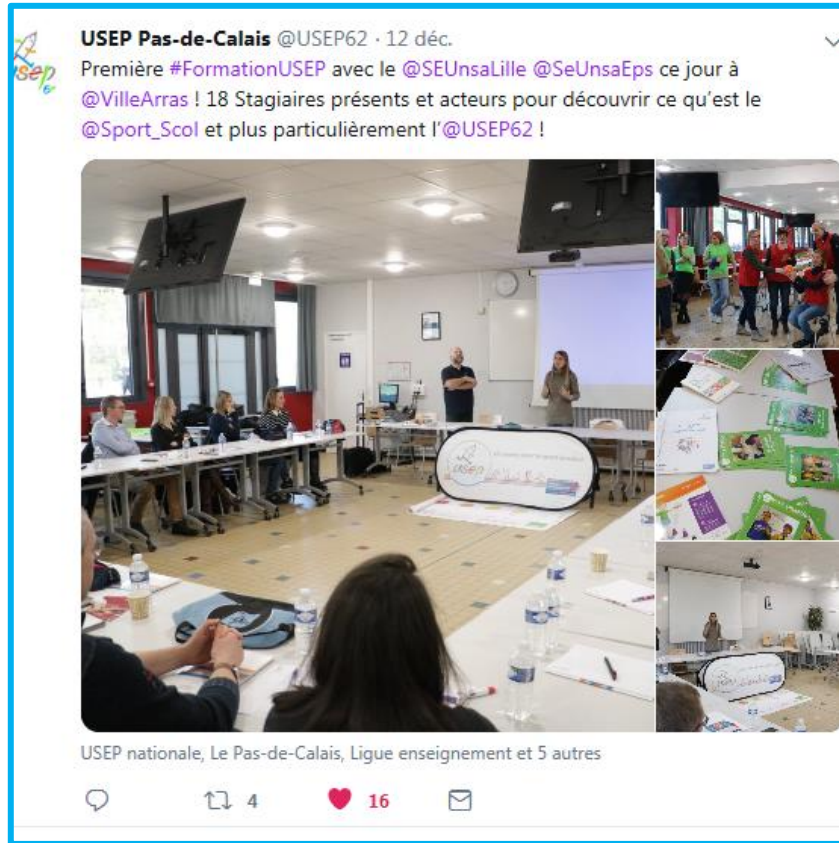 USEP Pas-de-Calais @USEP62 · 12 déc.
Première #FormationUSEP avec le @SEUnsaLille @SeUnsaEps ce jour à
@VilleArras ! 18 Stagiaires présents et acteurs pour découvrir ce qu’est le
@Sport_Scol et plus particulièrement l’@USEP62 !
usep
USEP nationale, Le Pas-de-Calais, Ligue enseignement et 5 autres
4
16